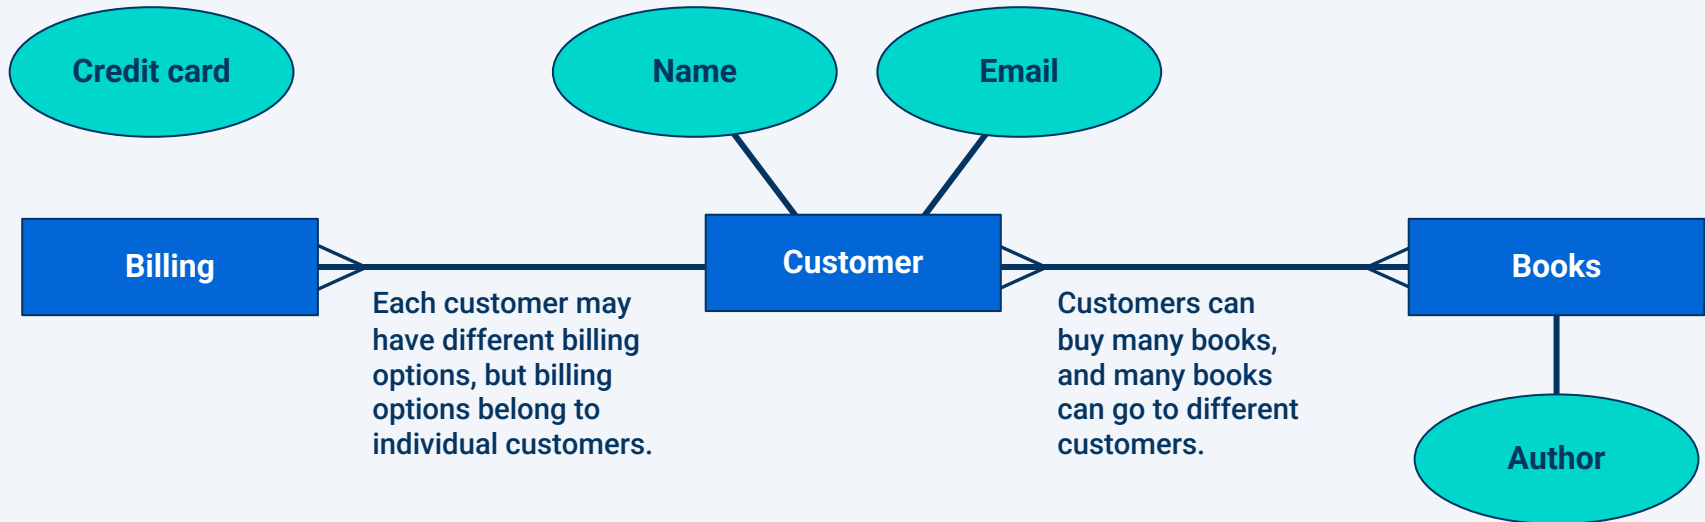 Credit card
Name
Email
Billing
Customer
Books
Each customer may
have different billing
options, but billing
options belong to
individual customers.
Customers can
buy many books,
and many books
can go to different
customers.
Author